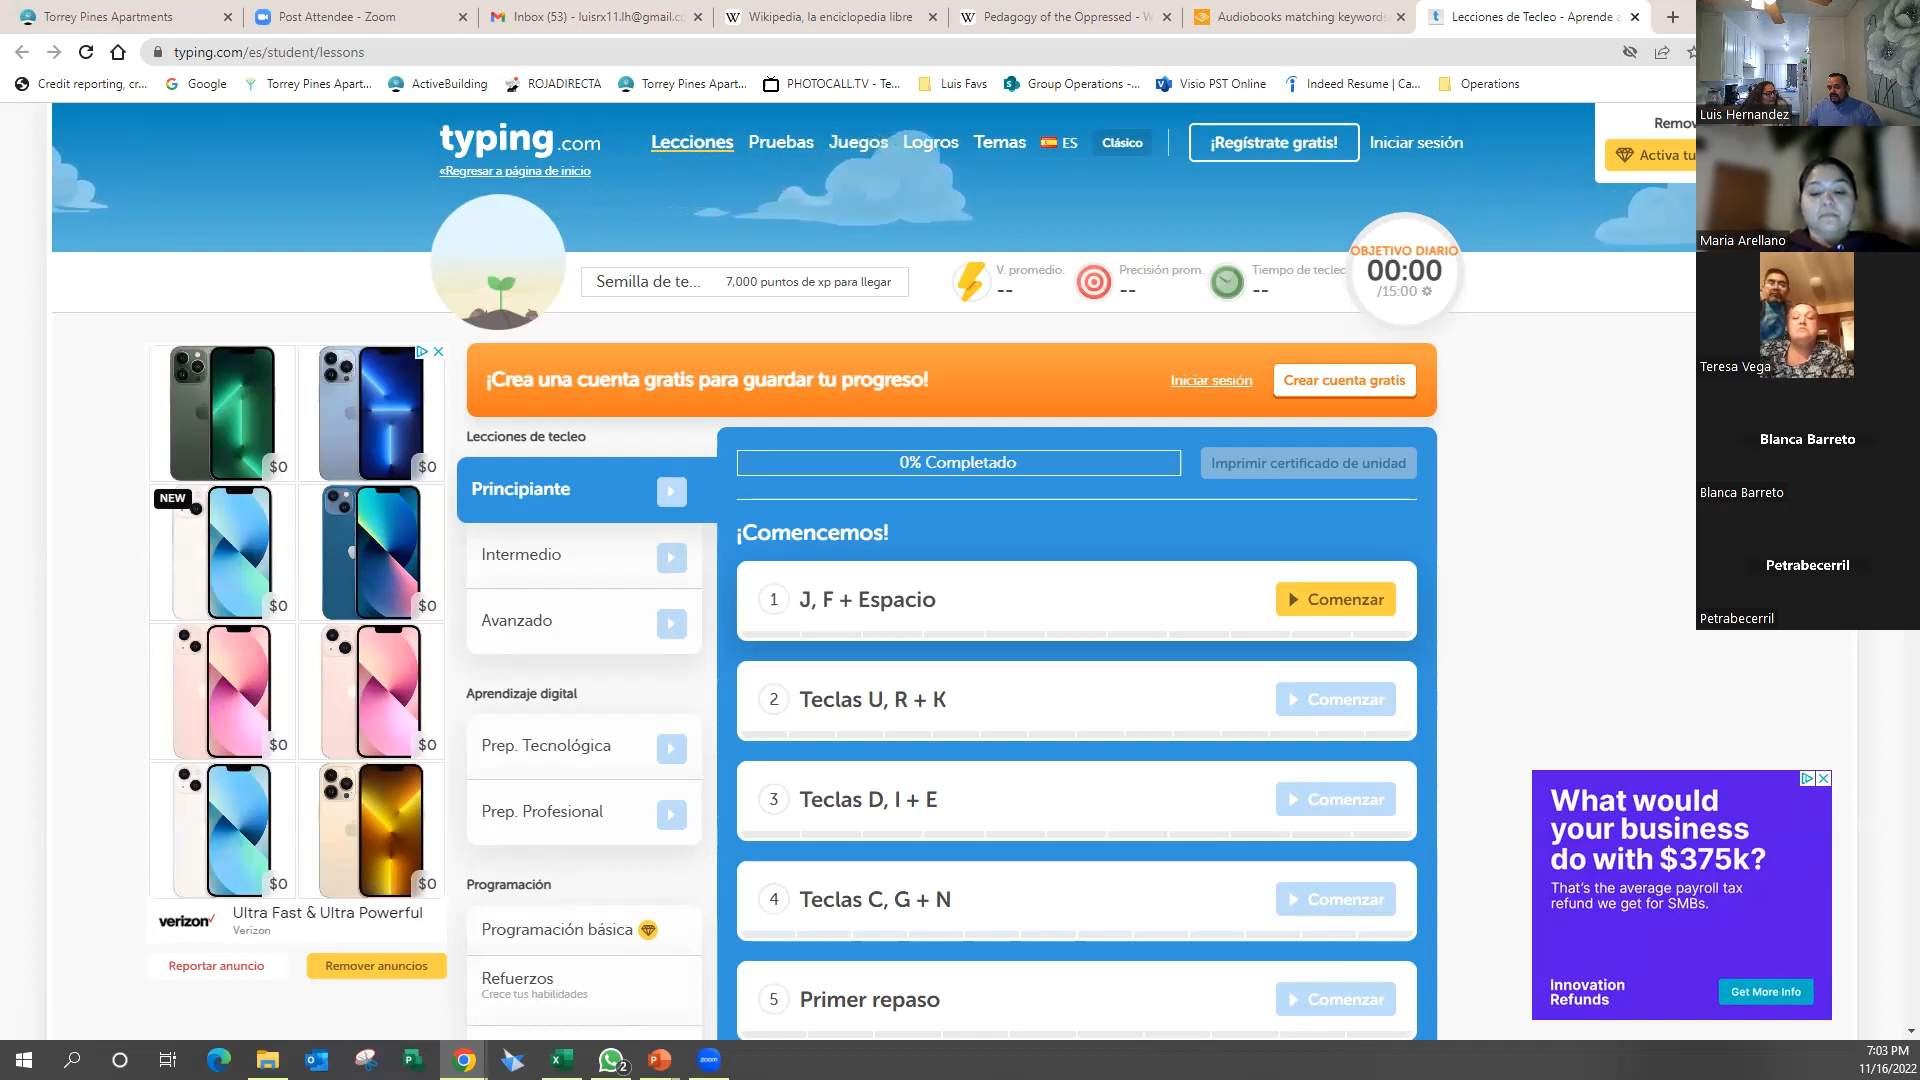 Torrey Pines Apartments
Post Attendee - Zoom
Inbox (53) - luisrx11.lh@gmail.c
Wikipedia, la enciclopedia libre
Pedagogy of the Oppressed - W
Audiobooks matching keywords
Lecciones de Tecleo - Aprende a
typing.com/es/student/lessons
Credit reporting, cr...
Google
Torrey Pines Apart...
ActiveBuilding
ROJADIRECTA
Torrey Pines Apart...
PHOTOCALL.TV - Te...
Luis Favs
Group Operations -...
Visio PST Online
Indeed Resume | Ca...
Operations
typing.com
«Regresar a página de inicio
Lecciones
Pruebas
Juegos
Logros
Temas
ES
Clásico
¡Regístrate gratis!
Iniciar sesión
Remov
Activa tu
Semilla de te...
7,000 puntos de xp para llegar
V. promedio.
--
Precisión prom.
--
Tiempo de teclec
--
OBJETIVO DIARIO
00:00
/15:00
¡Crea una cuenta gratis para guardar tu progreso!
Iniciar sesión
Crear cuenta gratis
Lecciones de tecleo
Principiante
Intermedio
Avanzado
Aprendizaje digital
Prep. Tecnológica
Prep. Profesional
Programación
Programación básica
Refuerzos
Crece tus habilidades
0% Completado
Imprimir certificado de unidad
¡Comencemos!
1 J, F + Espacio
Comenzar
2 Teclas U, R + K
Comenzar
3 Teclas D, I + E
Comenzar
4 Teclas C, G + N
Comenzar
5 Primer repaso
Comenzar
$0
$0
NEW
$0
$0
$0
$0
$0
$0
verizon
Ultra Fast & Ultra Powerful
Verizon
Reportar anuncio
Remover anuncios
What would
your business
do with $375k?
That's the average payroll tax
refund we get for SMBs.
Innovation
Refunds
Get More Info
Luis Hernandez
Maria Arellano
Teresa Vega
Blanca Barreto
Blanca Barreto
Petrabecerril
Petrabecerril
2
zoom
7:03 PM
11/16/2022